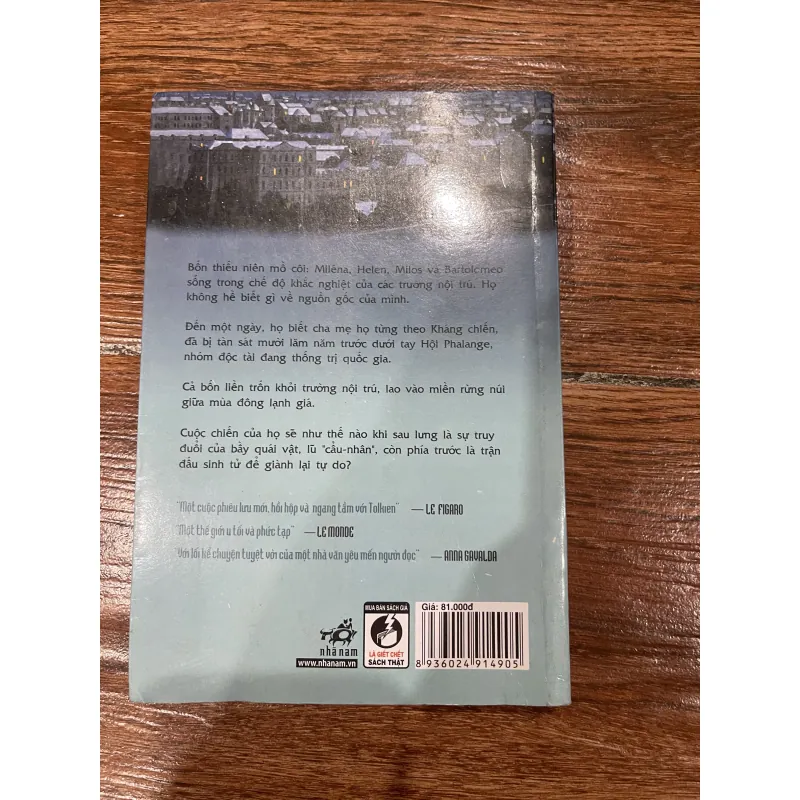 Bốn thiếu niên mồ côi: Miléna, Helen, Milos và Bartolomeo
sống trong chế độ khắc nghiệt của các trường nội trú. Họ
không hề biết gì về nguồn gốc của mình.
Đến một ngày, họ biết cha mẹ họ từng theo Kháng chiến,
đã bị tàn sát mười lăm năm trước dưới tay Hội Phalange,
nhóm độc tài đang thống trị quốc gia.
Cả bốn liền trốn khỏi trường nội trú, lao vào miền rừng núi
giữa mùa đông lạnh giá.
Cuộc chiến của họ sẽ như thế nào khi sau lưng là sự truy
đuổi của bầy quái vật, lũ "cẩu-nhân", còn phía trước là trận
đấu sinh tử để giành lại tự do?
"Một cuộc phiêu lưu mới, hồi hộp và ngang tầm với Tolkien" — LE FIGARO
"Một thế giới u tối và phức tạp" — LE MONDE
"Với lối kể chuyện tuyệt vời của một nhà văn yêu mến người đọc" — ANNA GAVALDA
nhã nam
www.nhanam.vn
MUA BÁN SÁCH GIẢ
LÀ GIẾT CHẾT
SÁCH THẬT
Giá: 81.000đ
8 936024 914905